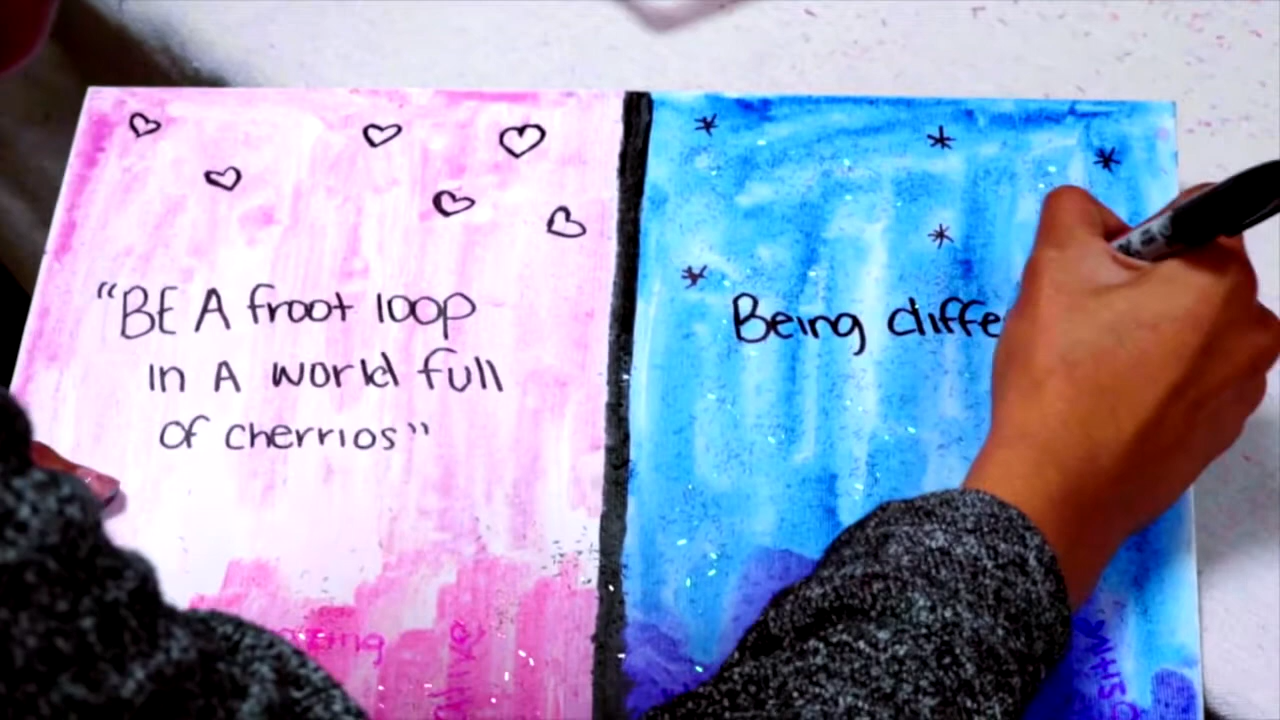 “BE A froot loop
in A world full
of cherrios”
Being diffe